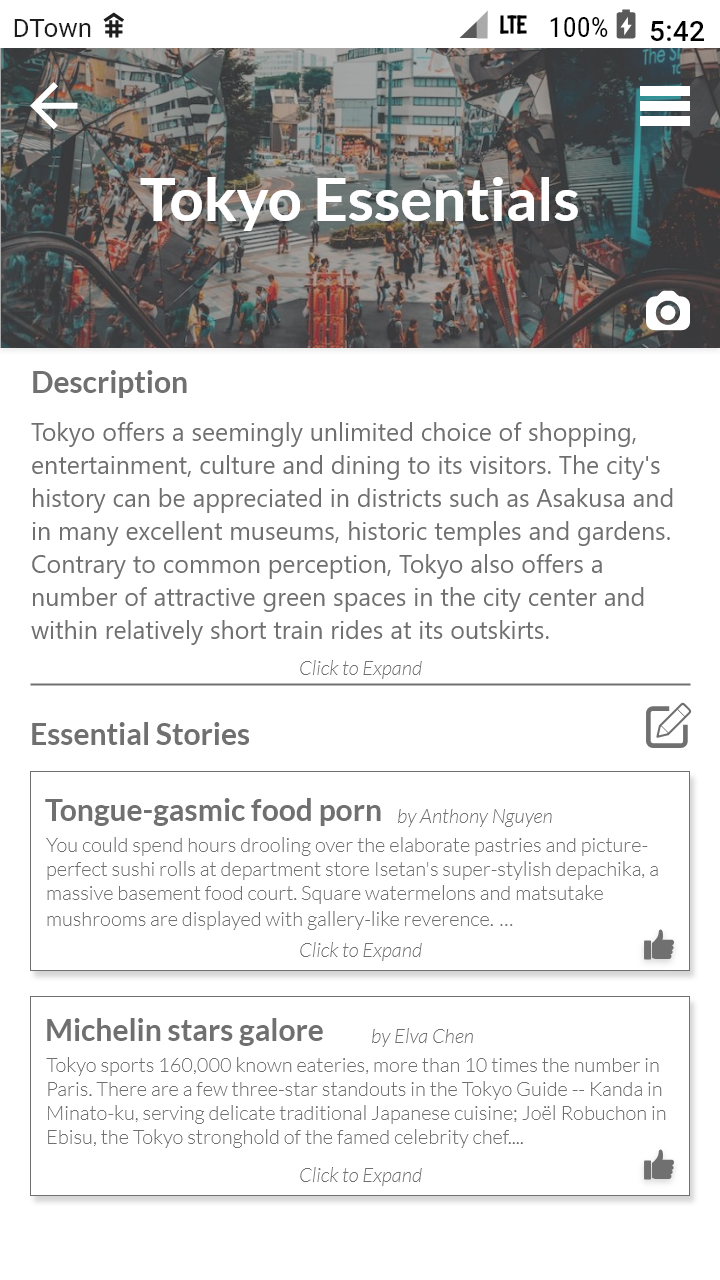 DTown LTE 100% 5:42
The S
Tokyo Essentials
Description
Tokyo offers a seemingly unlimited choice of shopping,
entertainment, culture and dining to its visitors. The city's
history can be appreciated in districts such as Asakusa and
in many excellent museums, historic temples and gardens.
Contrary to common perception, Tokyo also offers a
number of attractive green spaces in the city center and
within relatively short train rides at its outskirts.
Click to Expand
Essential Stories
Tongue-gasmic food porn by Anthony Nguyen
You could spend hours drooling over the elaborate pastries and picture-
perfect sushi rolls at department store Isetan's super-stylish depachika, a
massive basement food court. Square watermelons and matsutake
mushrooms are displayed with gallery-like reverence. ...
Click to Expand
Michelin stars galore by Elva Chen
Tokyo sports 160,000 known eateries, more than 10 times the number in
Paris. There are a few three-star standouts in the Tokyo Guide -- Kanda in
Minato-ku, serving delicate traditional Japanese cuisine; Joël Robuchon in
Ebisu, the Tokyo stronghold of the famed celebrity chef....
Click to Expand